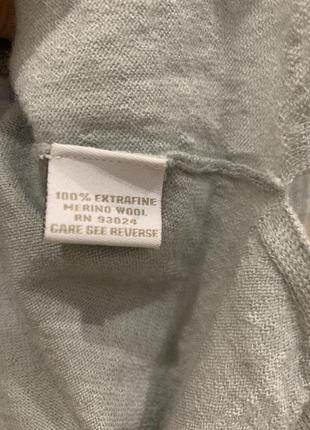 100% EXTRAFINE
MERINO WOOL
RN 93024
CARE SEE REVERSE